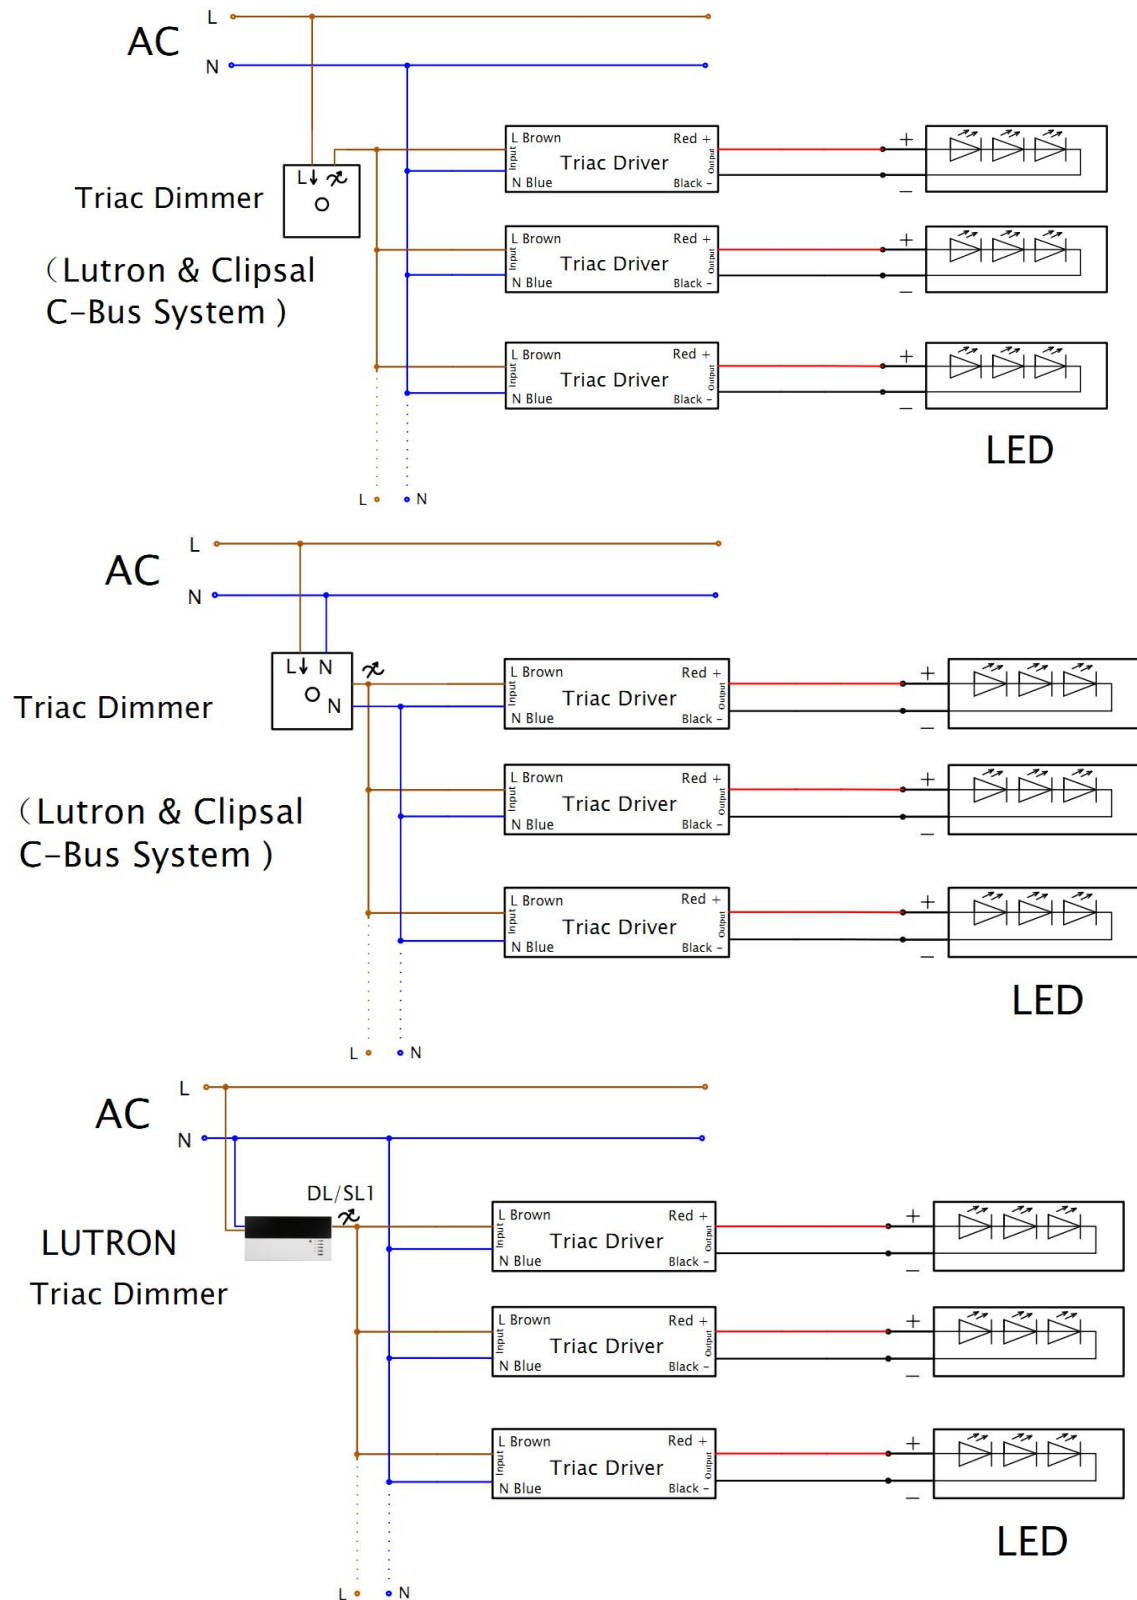 L
AC
N
L Brown
Red +
Input
Triac Driver
Output
N Blue
Black -
+
−
L
Triac Dimmer
(Lutron & Clipsal
C-Bus System )
L Brown
Red +
Input
Triac Driver
Output
N Blue
Black -
+
−
L Brown
Red +
Input
Triac Driver
Output
N Blue
Black -
+
−
LED
L
N
L
AC
N
L N
N
Triac Dimmer
(Lutron & Clipsal
C-Bus System )
L Brown
Red +
Input
Triac Driver
Output
N Blue
Black -
+
−
L Brown
Red +
Input
Triac Driver
Output
N Blue
Black -
+
−
L Brown
Red +
Input
Triac Driver
Output
N Blue
Black -
+
−
LED
L
N
L
AC
N
DL/SL1
LUTRON
Triac Dimmer
L Brown
Red +
Input
Triac Driver
Output
N Blue
Black -
+
−
L Brown
Red +
Input
Triac Driver
Output
N Blue
Black -
+
−
L Brown
Red +
Input
Triac Driver
Output
N Blue
Black -
+
−
LED
L
N